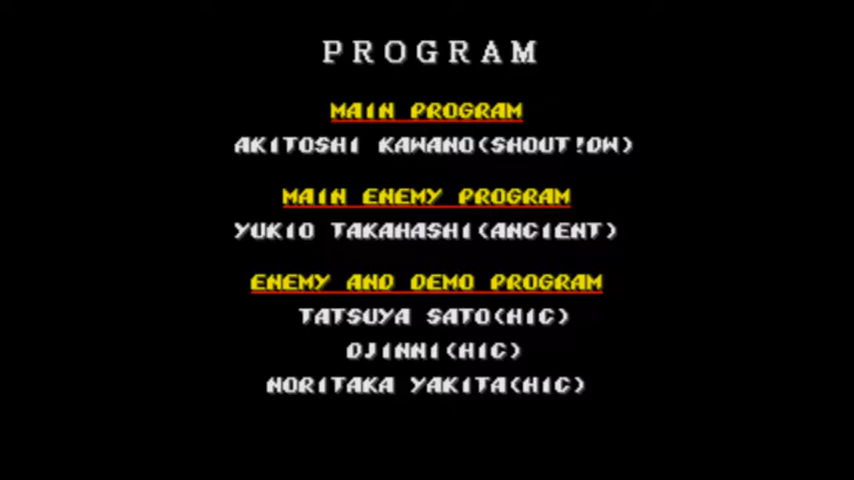 PROGRAM
MAIN PROGRAM
AKITOSHI KAWANO(SHOUT!DW)
MAIN ENEMY PROGRAM
YUKIO TAKAHASHI(ANCIENT)
ENEMY AND DEMO PROGRAM
TATSUYA SATO(HIC)
DJINNI(HIC)
NORITAKA YAKITA(HIC)